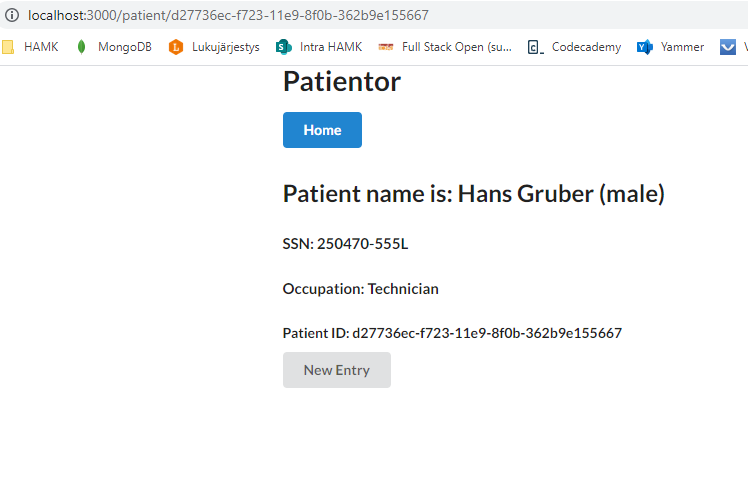 localhost:3000/patient/d27736ec-f723-11e9-8f0b-362b9e155667
HAMK MongoDB Lukujärjestys Intra HAMK Full Stack Open (su... Codecademy Yammer
Patientor
Home
Patient name is: Hans Gruber (male)
SSN: 250470-555L
Occupation: Technician
Patient ID: d27736ec-f723-11e9-8f0b-362b9e155667
New Entry